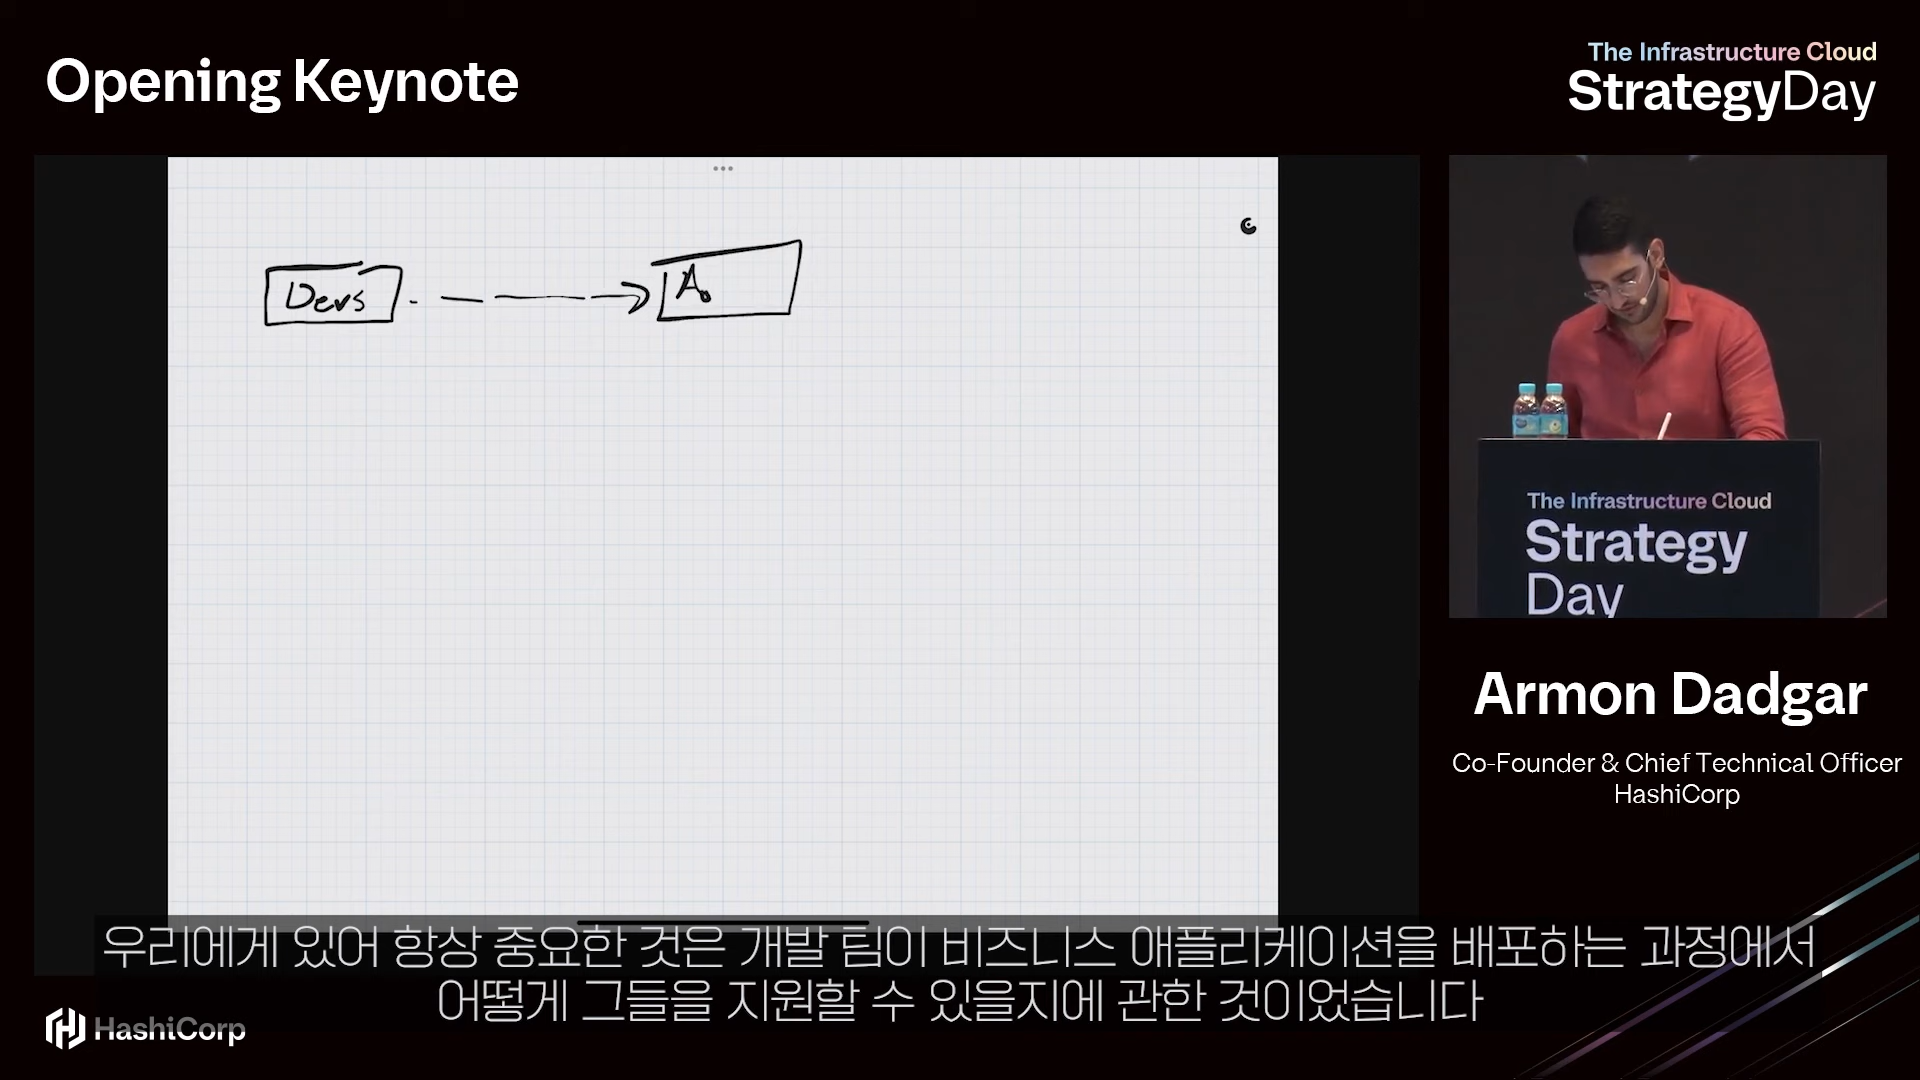 Opening Keynote
The Infrastructure Cloud
StrategyDay
Devs
A
The Infrastructure Cloud
Strategy
Day
Armon Dadgar
Co-Founder & Chief Technical Officer
HashiCorp
우리에게 있어 항상 중요한 것은 개발 팀이 비즈니스 애플리케이션을 배포하는 과정에서
어떻게 그들을 지원할 수 있을지에 관한 것이었습니다
HashiCorp